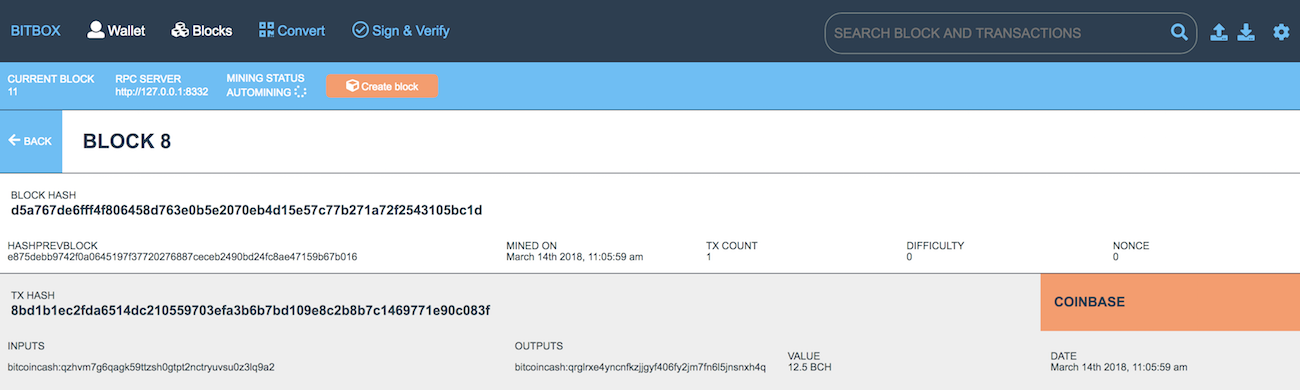 BITBOX Wallet Blocks Convert Sign & Verify SEARCH BLOCK AND TRANSACTIONS
CURRENT BLOCK RPC SERVER MINING STATUS
11 http://127.0.0.1:8332 AUTOMINING Create block
BACK BLOCK 8
BLOCK HASH
d5a767de6fff4f806458d763e0b5e2070eb4d15e57c77b271a72f2543105bc1d
HASHPREVBLOCK MINED ON TX COUNT DIFFICULTY NONCE
e875debb9742f0a0645197f37720276887ceceb2490bd24fc8ae47159b67b016 March 14th 2018, 11:05:59 am 1 0 0
TX HASH
8bd1b1ec2fda6514dc210559703efa3b6b7bd109e8c2b8b7c1469771e90c083f COINBASE
INPUTS OUTPUTS VALUE DATE
bitcoincash:qzhvm7g6qagk59ttzsh0gtpt2nctryuvsu0z3lq9a2 bitcoincash:qrglrxe4yncnfkzjjgyf406fy2jm7fn6l5jnsnxh4q 12.5 BCH March 14th 2018, 11:05:59 am